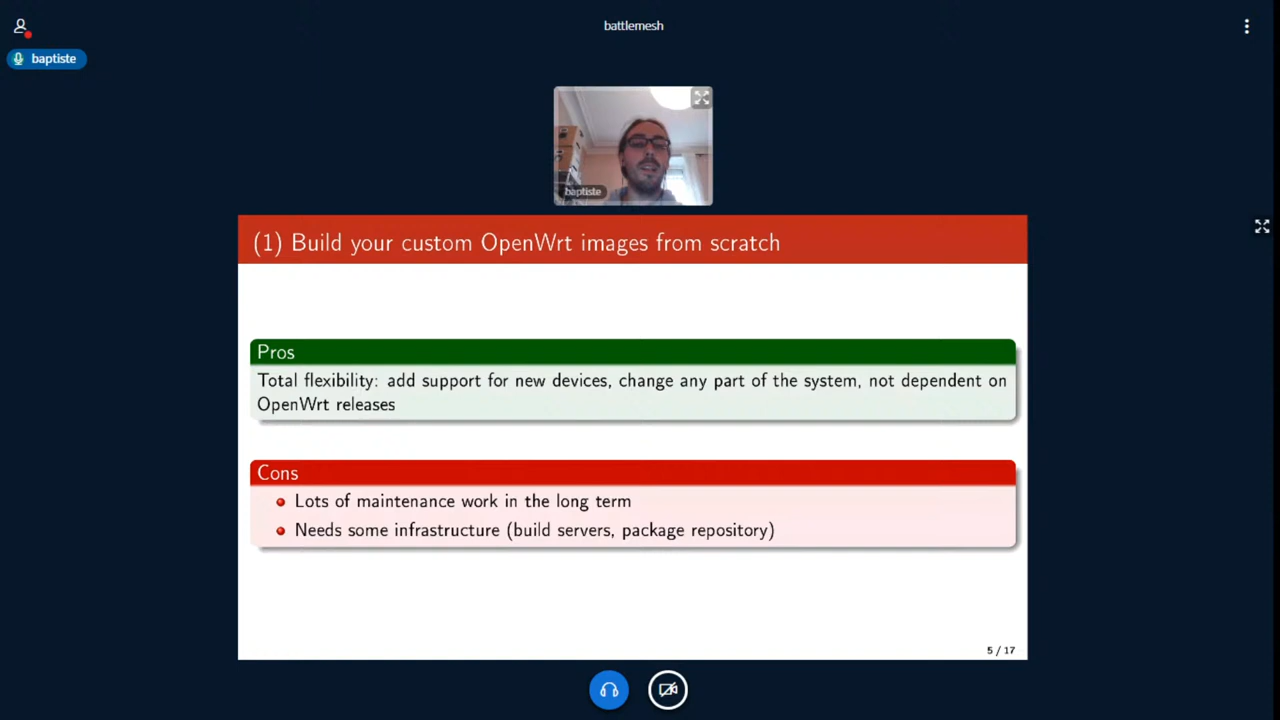 battlemesh
baptiste
baptiste
(1) Build your custom OpenWrt images from scratch
Pros
Total flexibility: add support for new devices, change any part of the system, not dependent on
OpenWrt releases
Cons
Lots of maintenance work in the long term
Needs some infrastructure (build servers, package repository)
5 / 17